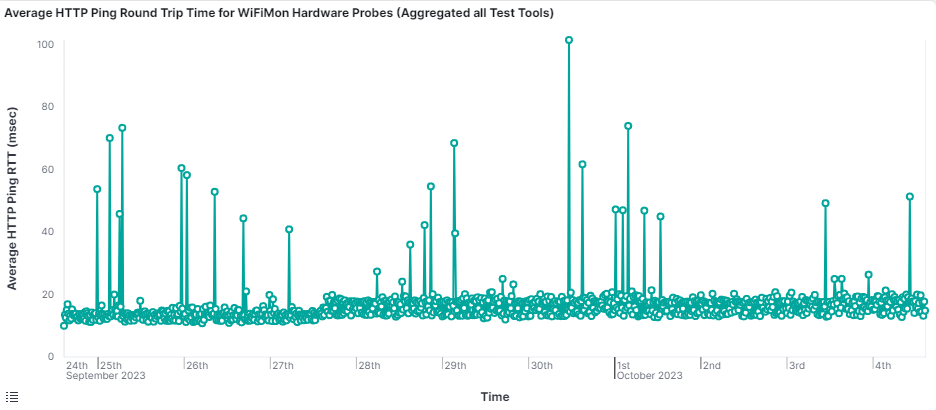 Average HTTP Ping Round Trip Time for WiFiMon Hardware Probes (Aggregated all Test Tools)
Average HTTP Ping RTT (msec)
100
80
60
40
20
0
24th 25th 26th 27th 28th 29th 30th 1st 2nd 3rd 4th
September 2023 October 2023
Time